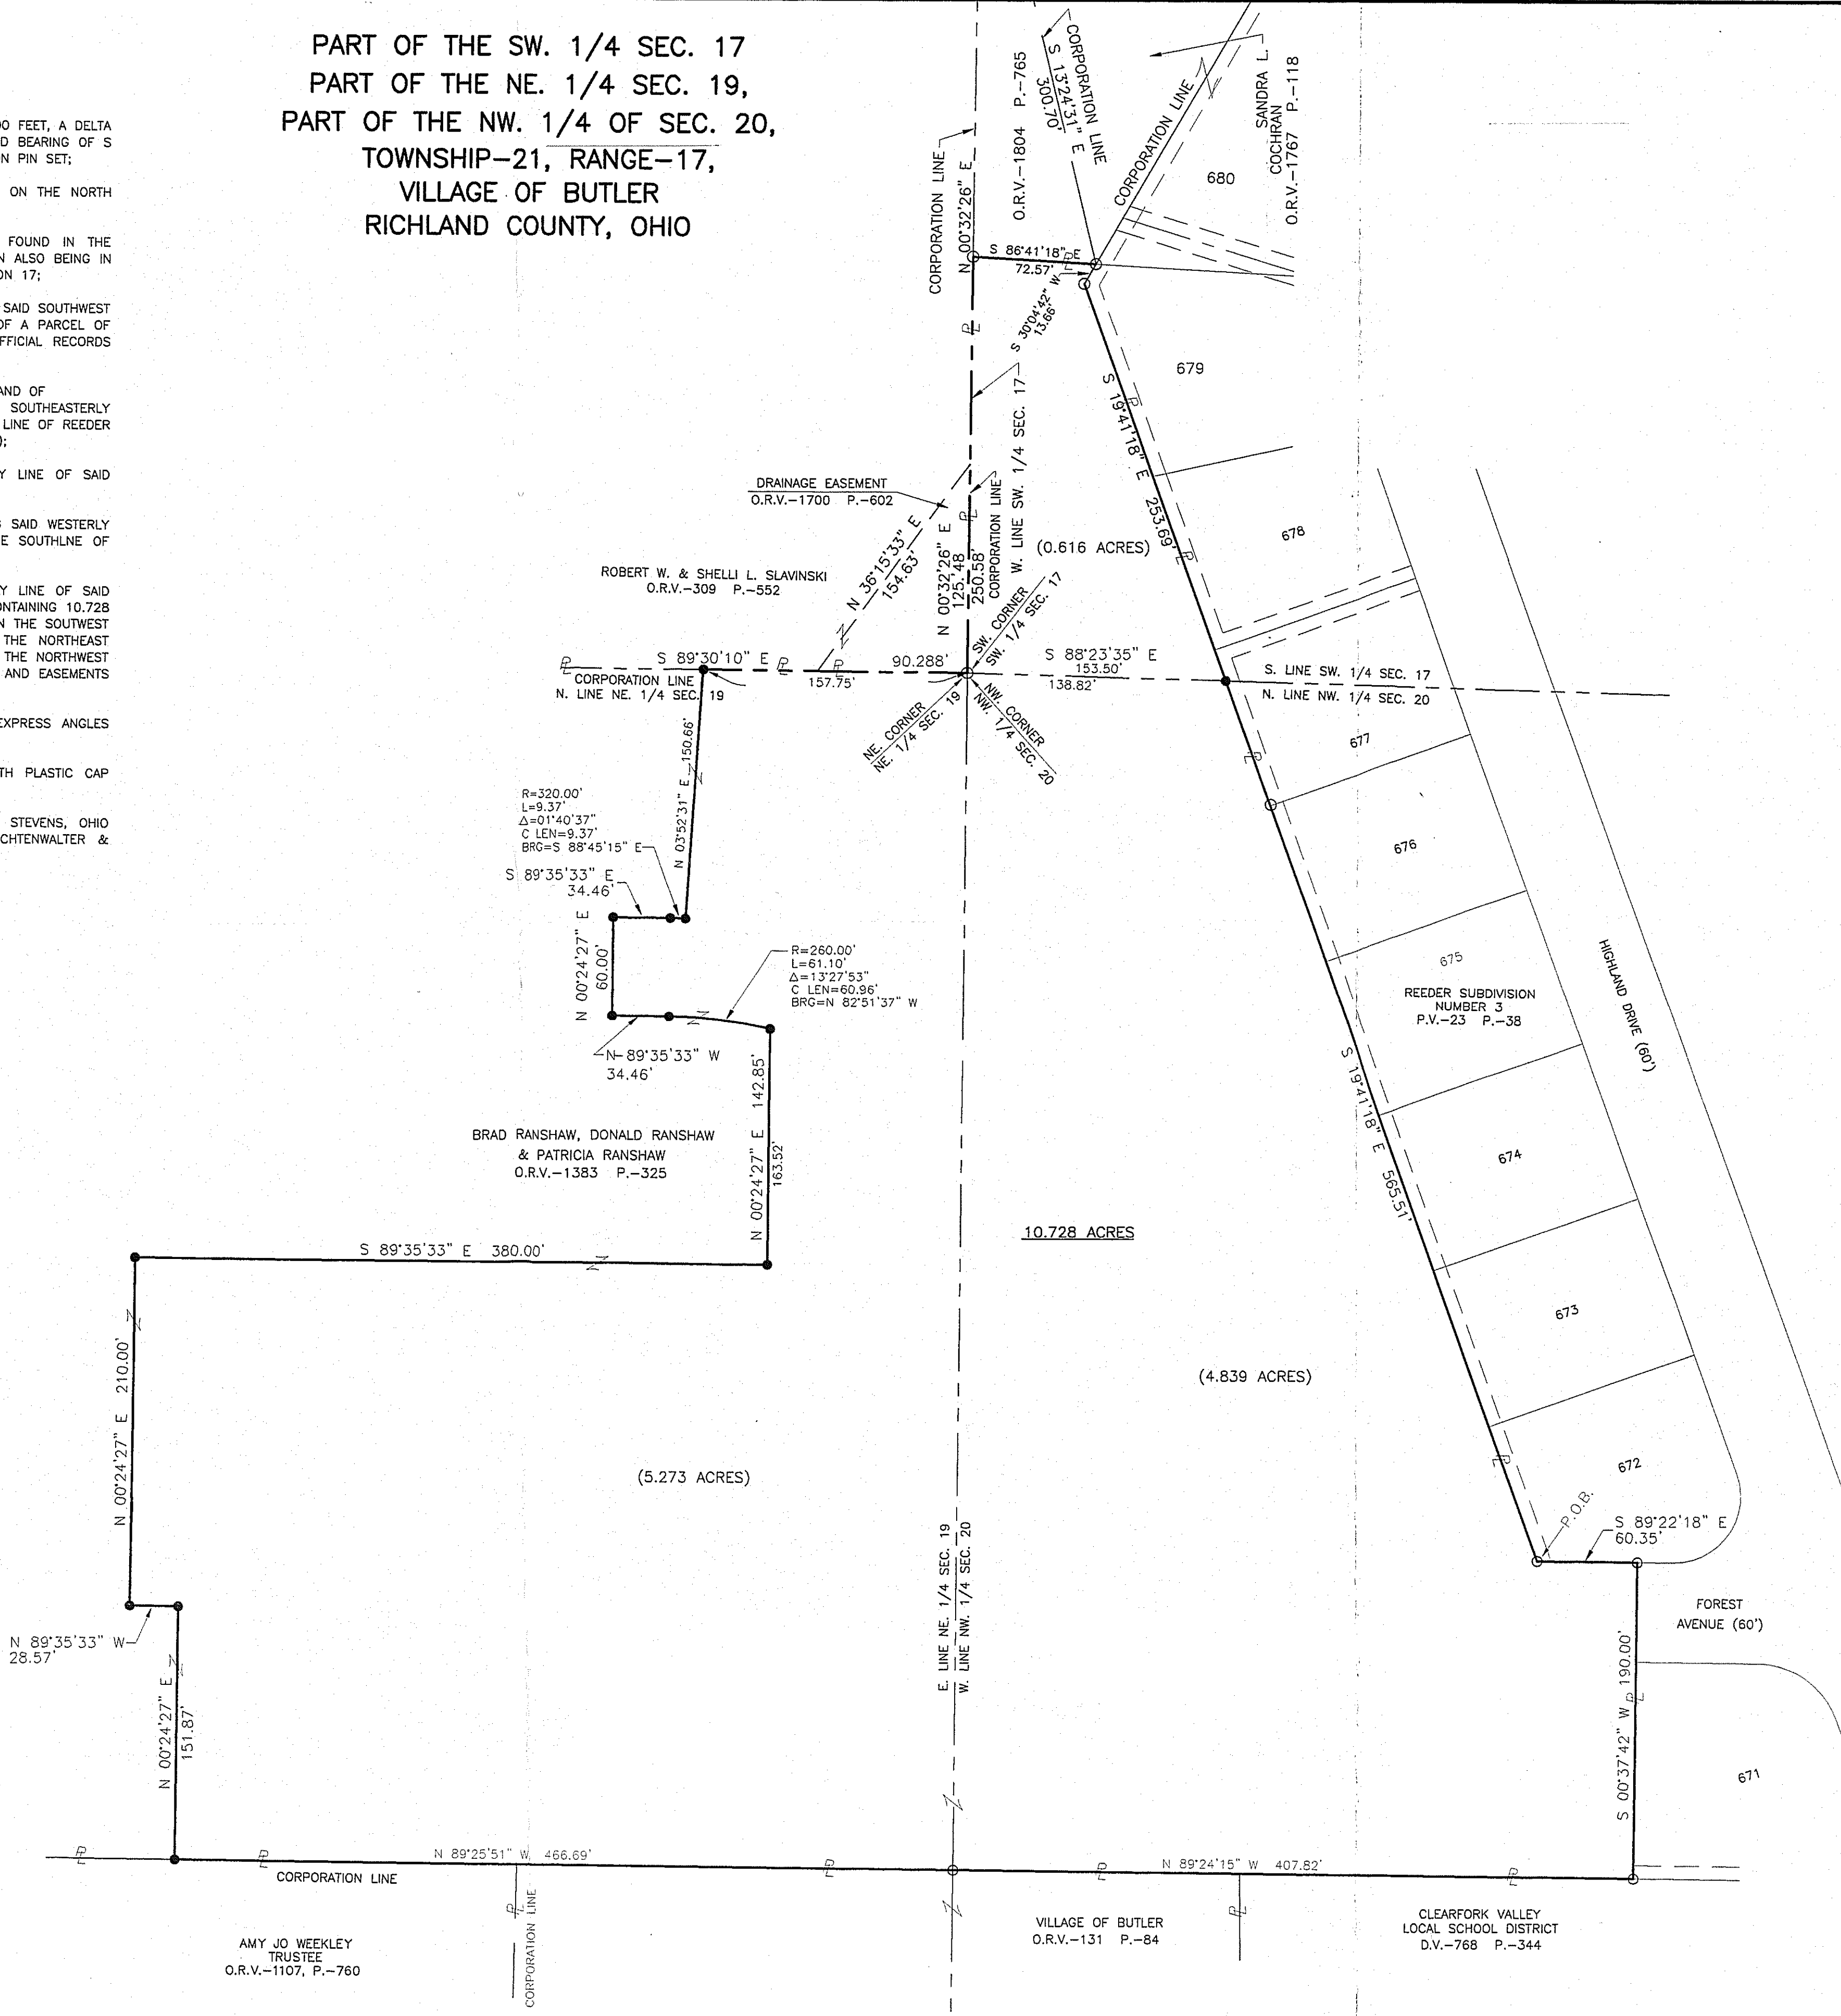 PART OF THE SW. 1/4 SEC. 17
PART OF THE NE. 1/4 SEC. 19,
PART OF THE NW. 1/4 OF SEC. 20,
TOWNSHIP-21, RANGE-17,
VILLAGE OF BUTLER
RICHLAND COUNTY, OHIO
00 FEET, A DELTA
D BEARING OF S
N PIN SET;
ON THE NORTH
FOUND IN THE
N ALSO BEING IN
ON 17;
SAID SOUTHWEST
OF A PARCEL OF
FFICIAL RECORDS
AND OF
SOUTHEASTERLY
LINE OF REEDER
);
Y LINE OF SAID
G SAID WESTERLY
E SOUTHLNE OF
Y LINE OF SAID
ONTAINING 10.728
N THE SOUTWEST
THE NORTHEAST
THE NORTHWEST
AND EASEMENTS
EXPRESS ANGLES
TH PLASTIC CAP
STEVENS, OHIO
CHTENWALTER &
CORPORATION LINE
N 00°32'26" E
O.R.V.-1804 P.-765
CORPORATION LINE
S 13°24'31" E
300.70'
CORPORATION LINE
SANDRA L.
COCHRAN
O.R.V.-1767 P.-118
680
S 86°41'18" E
72.57'
S 30°04'42" W
13.66'
679
W. LINE SW. 1/4 SEC. 17
S 19°41'18" E 253.69'
DRAINAGE EASEMENT
O.R.V.-1700 P.-602
N 36°15'33" E
154.63'
N 00°32'26" E
125.48
250.58'
CORPORATION LINE
(0.616 ACRES)
678
ROBERT W. & SHELLI L. SLAVINSKI
O.R.V.-309 P.-552
SW. CORNER
SW. 1/4 SEC. 17
S 89°30'10" E
90.288'
157.75'
CORPORATION LINE
N. LINE NE. 1/4 SEC. 19
S 88°23'35" E
153.50'
138.82'
S. LINE SW. 1/4 SEC. 17
N. LINE NW. 1/4 SEC. 20
NE. CORNER
NE. 1/4 SEC. 19
NW. CORNER
NW. 1/4 SEC. 20
677
N 03°52'31" E 150.66'
R=320.00'
L=9.37'
Δ=01°40'37"
C LEN=9.37'
BRG=S 88°45'15" E
S 89°35'33" E
34.46'
676
N 00°24'27" E
60.00'
R=260.00'
L=61.10'
Δ=13°27'53"
C LEN=60.96'
BRG=N 82°51'37" W
N 89°35'33" W
34.46'
675
REEDER SUBDIVISION
NUMBER 3
P.V.-23 P.-38
HIGHLAND DRIVE (60')
N 00°24'27" E 142.85'
163.52'
BRAD RANSHAW, DONALD RANSHAW
& PATRICIA RANSHAW
O.R.V.-1383 P.-325
S 19°41'18" E 565.51'
674
S 89°35'33" E 380.00'
10.728 ACRES
673
N 00°24'27" E 210.00'
(4.839 ACRES)
(5.273 ACRES)
672
P.O.B.
S 89°22'18" E
60.35'
E. LINE NE. 1/4 SEC. 19
W. LINE NW. 1/4 SEC. 20
FOREST
AVENUE (60')
N 89°35'33" W
28.57'
N 00°24'27" E
151.87'
S 00°37'42" W 190.00'
671
N 89°25'51" W 466.69'
N 89°24'15" W 407.82'
CORPORATION LINE
CORPORATION LINE
AMY JO WEEKLEY
TRUSTEE
O.R.V.-1107, P.-760
VILLAGE OF BUTLER
O.R.V.-131 P.-84
CLEARFORK VALLEY
LOCAL SCHOOL DISTRICT
D.V.-768 P.-344